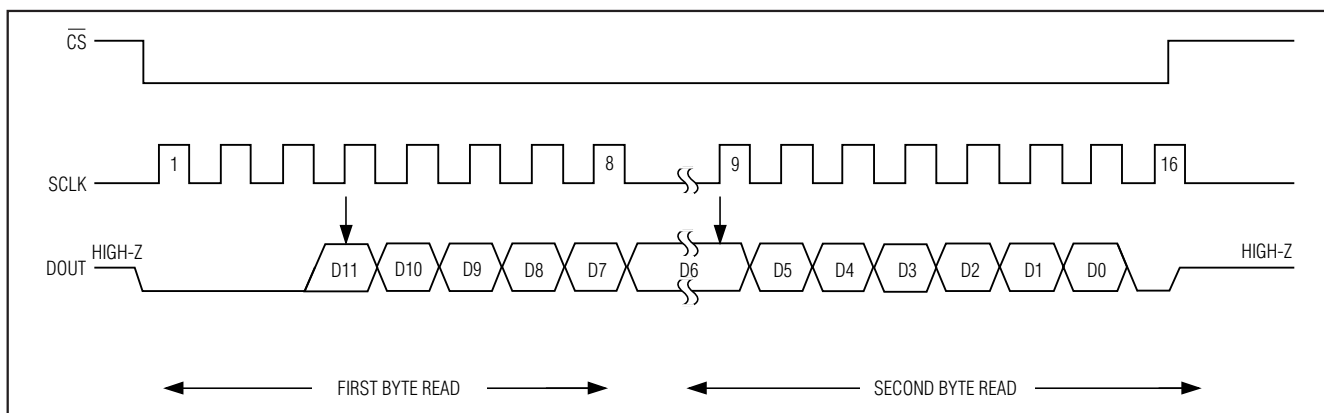 CS
1 8 9 16
SCLK
HIGH-Z HIGH-Z
DOUT D11 D10 D9 D8 D7 D6 D5 D4 D3 D2 D1 D0
FIRST BYTE READ SECOND BYTE READ